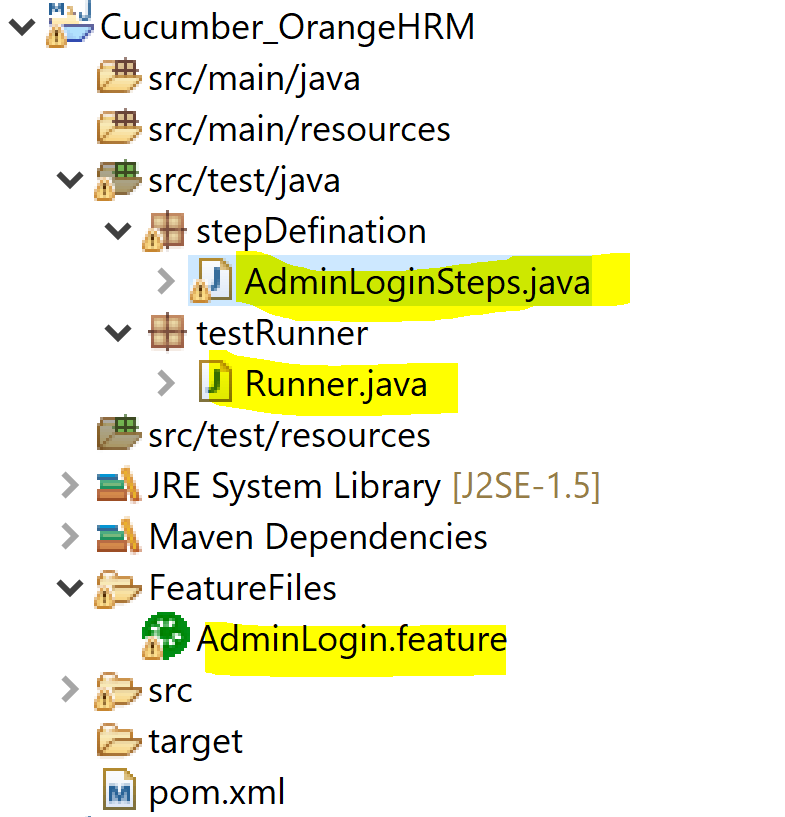 Cucumber_OrangeHRM
src/main/java
src/main/resources
src/test/java
stepDefination
AdminLoginSteps.java
testRunner
Runner.java
src/test/resources
JRE System Library [J2SE-1.5]
Maven Dependencies
FeatureFiles
AdminLogin.feature
src
target
pom.xml